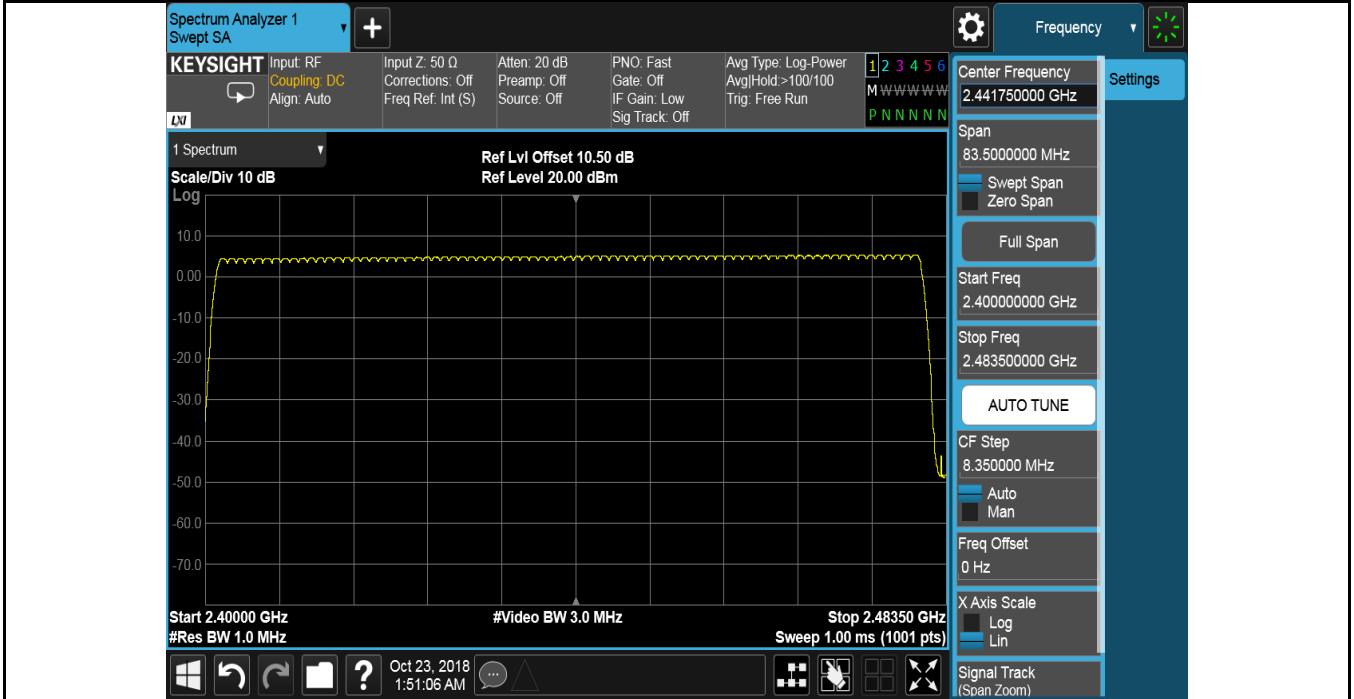 Spectrum Analyzer 1
Swept SA
Frequency
KEYSIGHT
LXI
Input: RF
Coupling: DC
Align: Auto
Input Z: 50 Ω
Corrections: Off
Freq Ref: Int (S)
Atten: 20 dB
Preamp: Off
Source: Off
PNO: Fast
Gate: Off
IF Gain: Low
Sig Track: Off
Avg Type: Log-Power
Avg|Hold:>100/100
Trig: Free Run
1 2 3 4 5 6
M W W W W W
P N N N N N
Center Frequency
2.441750000 GHz
Settings
Span
83.5000000 MHz
Swept Span
Zero Span
Full Span
Start Freq
2.400000000 GHz
Stop Freq
2.483500000 GHz
AUTO TUNE
CF Step
8.350000 MHz
Auto
Man
Freq Offset
0 Hz
X Axis Scale
Log
Lin
Signal Track
(Span Zoom)
1 Spectrum
Scale/Div 10 dB
Ref Lvl Offset 10.50 dB
Ref Level 20.00 dBm
Log
10.0
0.00
-10.0
-20.0
-30.0
-40.0
-50.0
-60.0
-70.0
Start 2.40000 GHz
#Video BW 3.0 MHz
Stop 2.48350 GHz
#Res BW 1.0 MHz
Sweep 1.00 ms (1001 pts)
?
Oct 23, 2018
1:51:06 AM